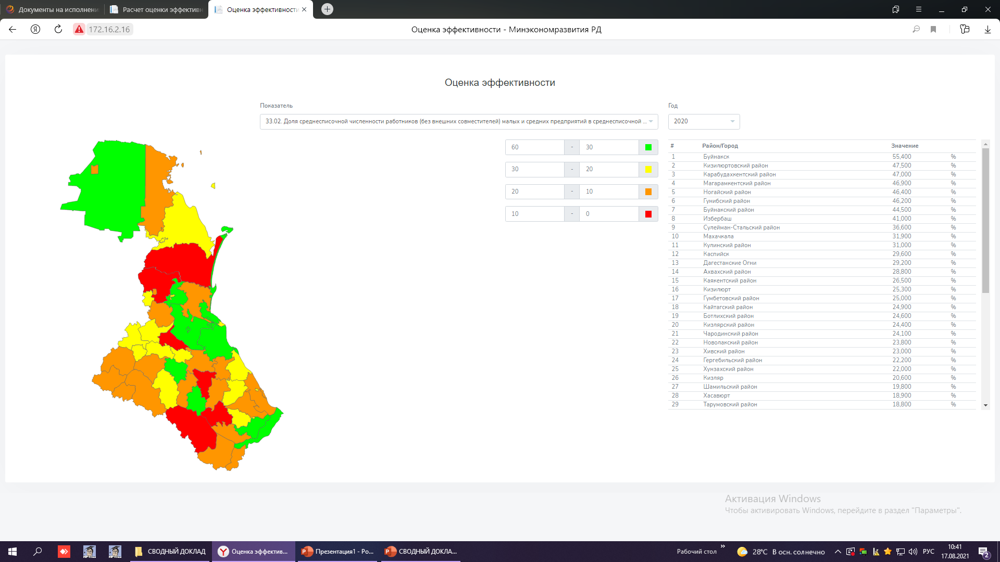 Документы на исполнени
Расчет оценки эффективн
Оценка эффективности
172.16.2.16
Оценка эффективности - Минэкономразвития РД
Оценка эффективности
Показатель
Год
33.02. Доля среднесписочной численности работников (без внешних совместителей) малых и средних предприятий в среднесписочной ...
2020
60 - 30
30 - 20
20 - 10
10 - 0
# Район/Город Значение
1 Буйнакск 55,400 %
2 Кизилюртовский район 47,500 %
3 Карабудахкентский район 47,000 %
4 Магарамкентский район 46,900 %
5 Ногайский район 46,400 %
6 Гунибский район 46,200 %
7 Буйнакский район 44,500 %
8 Избербаш 41,000 %
9 Сулейман-Стальский район 36,600 %
10 Махачкала 31,900 %
11 Кулинский район 31,000 %
12 Каспийск 29,600 %
13 Дагестанские Огни 29,200 %
14 Ахвахский район 28,800 %
15 Каякентский район 26,500 %
16 Кизилюрт 25,300 %
17 Гумбетовский район 25,000 %
18 Кайтагский район 24,900 %
19 Ботлихский район 24,600 %
20 Кизлярский район 24,400 %
21 Чародинский район 24,100 %
22 Новолакский район 23,800 %
23 Хивский район 23,000 %
24 Гергебильский район 22,200 %
25 Хунзахский район 22,000 %
26 Кизляр 20,600 %
27 Шамильский район 19,800 %
28 Хасавюрт 18,900 %
29 Тарумовский район 18,800 %
Активация Windows
Чтобы активировать Windows, перейдите в раздел "Параметры".
СВОДНЫЙ ДОКЛАД
Оценка эффектив...
Презентация1 - Po...
СВОДНЫЙ ДОКЛА...
Рабочий стол
28°C В осн. солнечно
РУС
10:41
17.08.2021
2